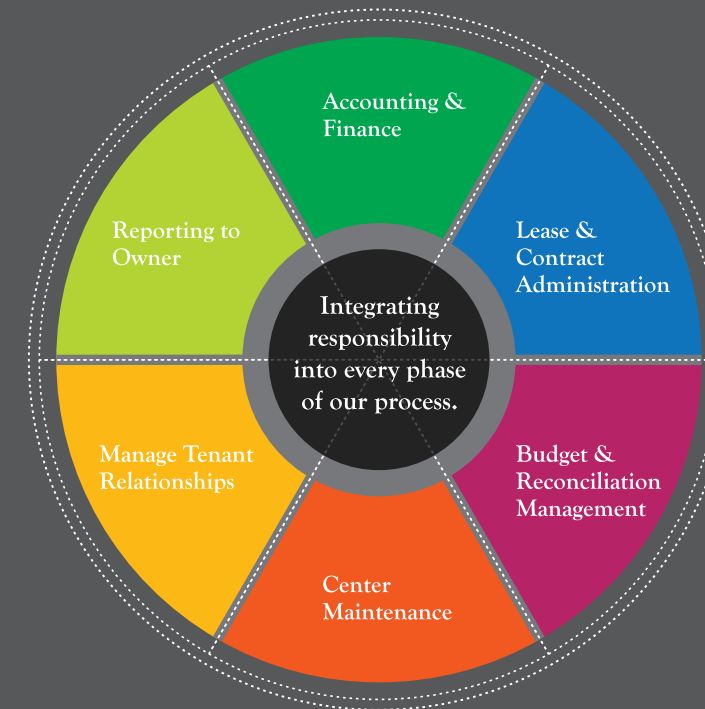 Accounting &
Finance
Lease &
Contract
Administration
Reporting to
Owner
Integrating
responsibility
into every phase
of our process.
Manage Tenant
Relationships
Budget &
Reconciliation
Management
Center
Maintenance